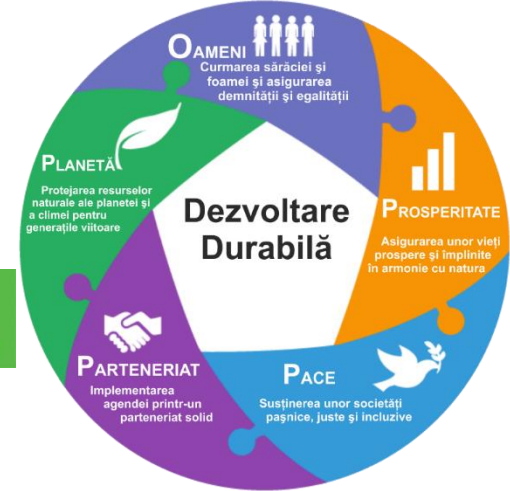 OAMENI
Curmarea sărăciei și
foamei și asigurarea
demnității și egalității
PLANETĂ
Protejarea resurselor
naturale ale planetei și
a climei pentru
generațile viitoare
Dezvoltare
Durabilă
PROSPERITATE
Asigurarea unor vieți
prospere și împlinite
în armonie cu natura
PARTENERIAT
Implementarea
agendei printr-un
parteneriat solid
PACE
Susținerea unor societăți
pașnice, juste și incluzive